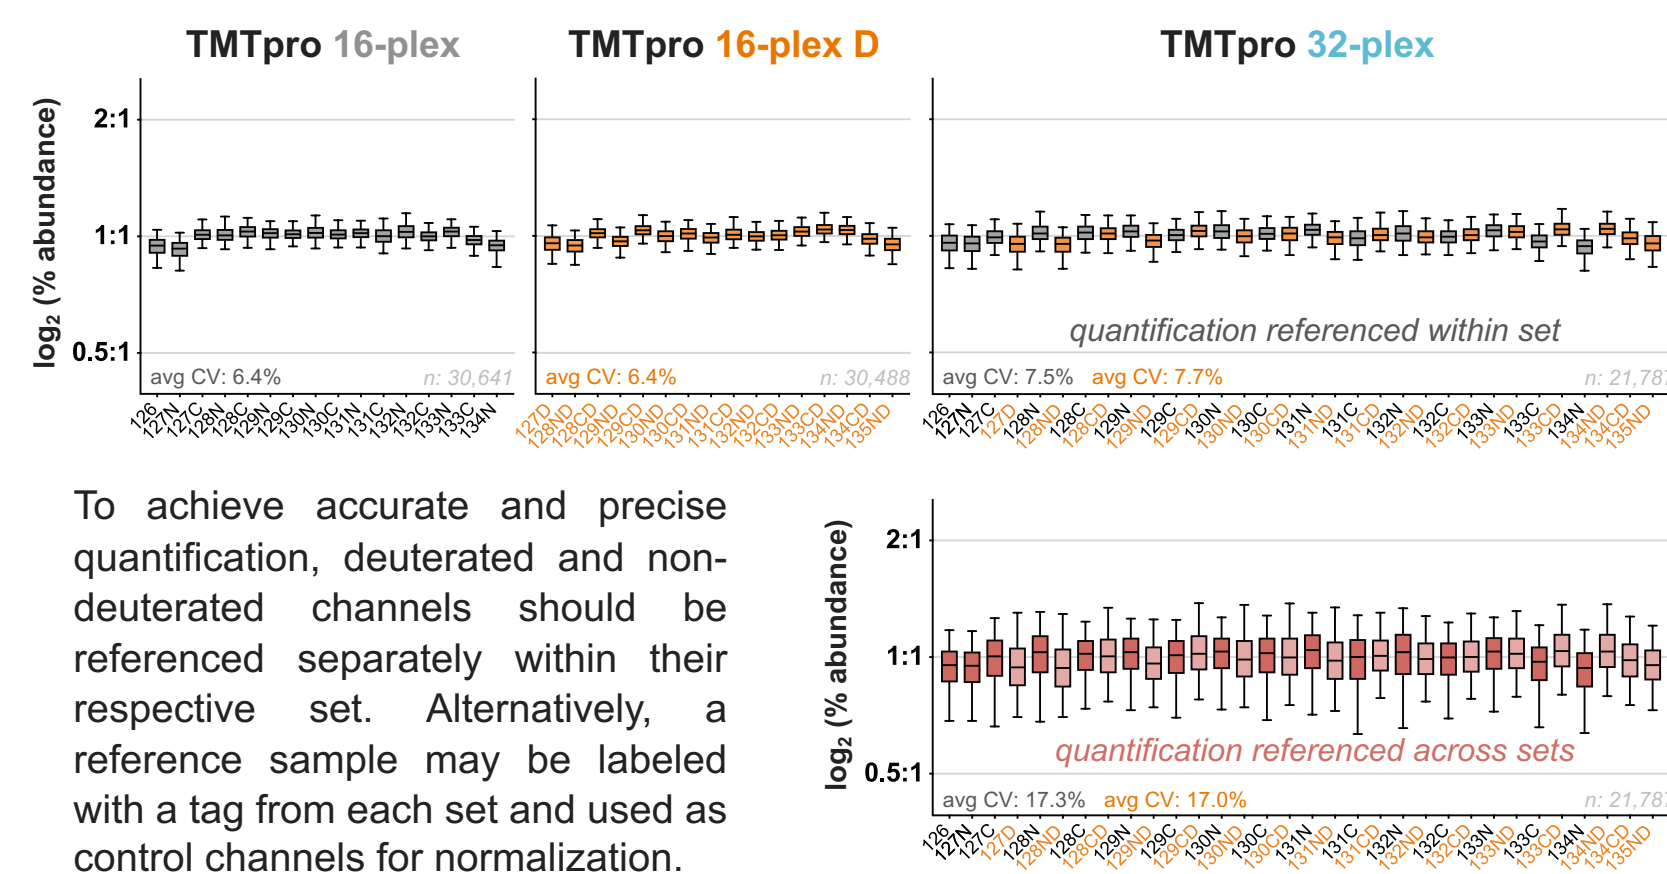 TMTpro 16-plex
TMTpro 16-plex D
TMTpro 32-plex
log₂ (% abundance)
2:1
1:1
0.5:1
avg CV: 6.4%
n: 30,641
126
127N
127C
128N
128C
129N
129C
130N
130C
131N
131C
132N
132C
133N
133C
134N
avg CV: 6.4%
n: 30,488
127D
128ND
128CD
129ND
129CD
130ND
130CD
131ND
131CD
132ND
132CD
133ND
133CD
134ND
134CD
135ND
quantification referenced within set
avg CV: 7.5%
avg CV: 7.7%
n: 21,787
126
127N
127C
127D
128N
128ND
128C
128CD
129N
129ND
129C
129CD
130N
130ND
130C
130CD
131N
131ND
131C
131CD
132N
132ND
132C
132CD
133N
133ND
133C
133CD
134N
134ND
134CD
135ND
To achieve accurate and precise
quantification, deuterated and non-
deuterated channels should be
referenced separately within their
respective set. Alternatively, a
reference sample may be labeled
with a tag from each set and used as
control channels for normalization.
log₂ (% abundance)
2:1
1:1
0.5:1
quantification referenced across sets
avg CV: 17.3%
avg CV: 17.0%
n: 21,787
126
127N
127C
127D
128N
128ND
128C
128CD
129N
129ND
129C
129CD
130N
130ND
130C
130CD
131N
131ND
131C
131CD
132N
132ND
132C
132CD
133N
133ND
133C
133CD
134N
134ND
134CD
135ND